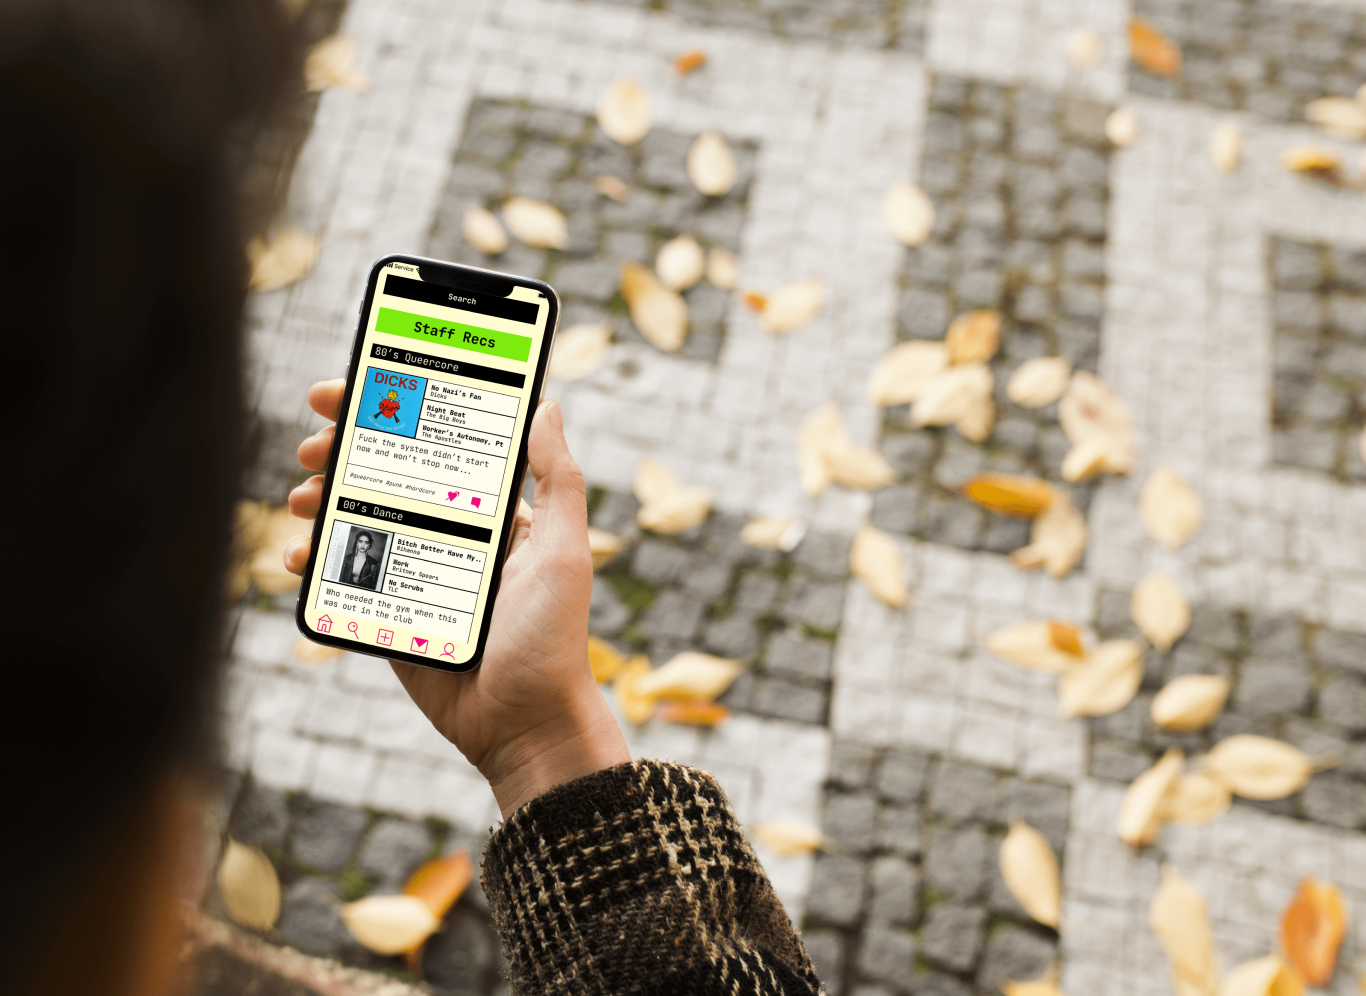 Service
Search
Staff Recs
80's Queercore
DICKS
No Nazi's Fan
Dicks
Night Beat
The Big Boys
Worker's Autonomy, Pt
The Apostles
Fuck the system didn't start
now and won't stop now...
#queercore #punk #hardcore
00's Dance
Bitch Better Have My..
Rihanna
Work
Britney Spears
No Scrubs
TLC
Who needed the gym when this
was out in the club